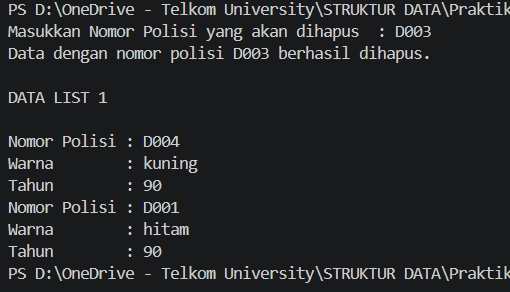 PS D:\OneDrive - Telkom University\STRUKTUR DATA\Praktik
Masukkan Nomor Polisi yang akan dihapus  : D003
Data dengan nomor polisi D003 berhasil dihapus.
DATA LIST 1
Nomor Polisi : D004
Warna        : kuning
Tahun        : 90
Nomor Polisi : D001
Warna        : hitam
Tahun        : 90
PS D:\OneDrive - Telkom University\STRUKTUR DATA\Praktik